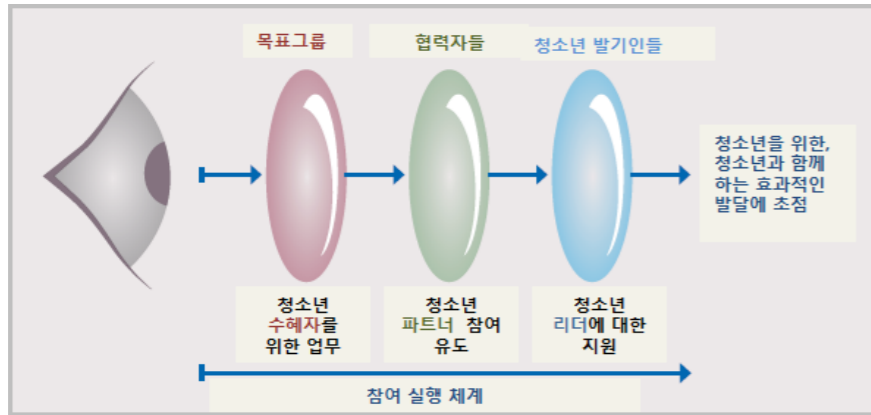 목표그룹
협력자들
청소년 발기인들
청소년을 위한,
청소년과 함께
하는 효과적인
발달에 초점
청소년
수혜자를
위한 업무
청소년
파트너 참여
유도
청소년
리더에 대한
지원
참여 실행 체계